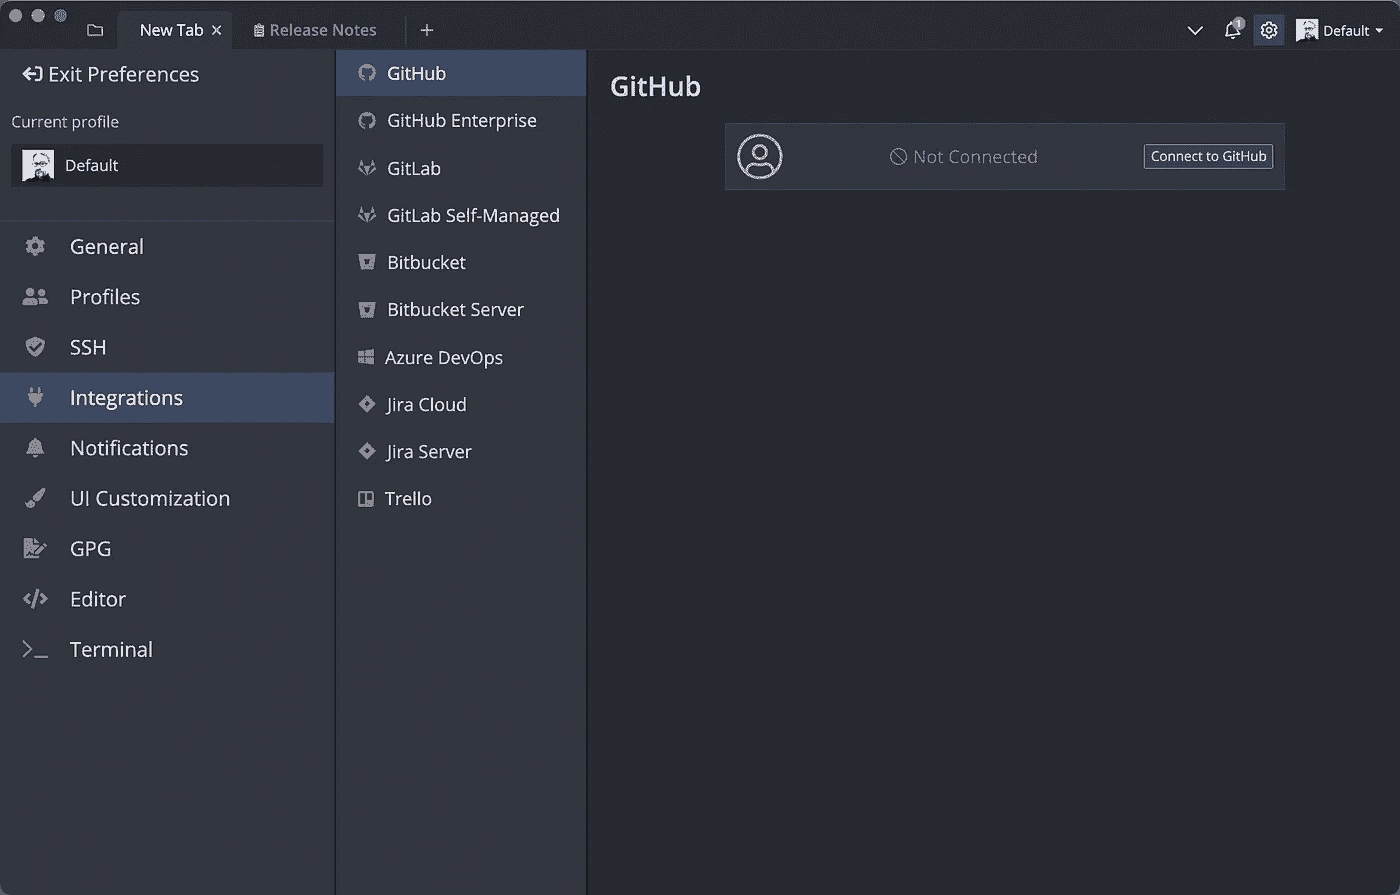 New Tab
Release Notes
1
Default
Exit Preferences
Current profile
Default
General
Profiles
SSH
Integrations
Notifications
UI Customization
GPG
Editor
Terminal
GitHub
GitHub Enterprise
GitLab
GitLab Self-Managed
Bitbucket
Bitbucket Server
Azure DevOps
Jira Cloud
Jira Server
Trello
GitHub
Not Connected
Connect to GitHub